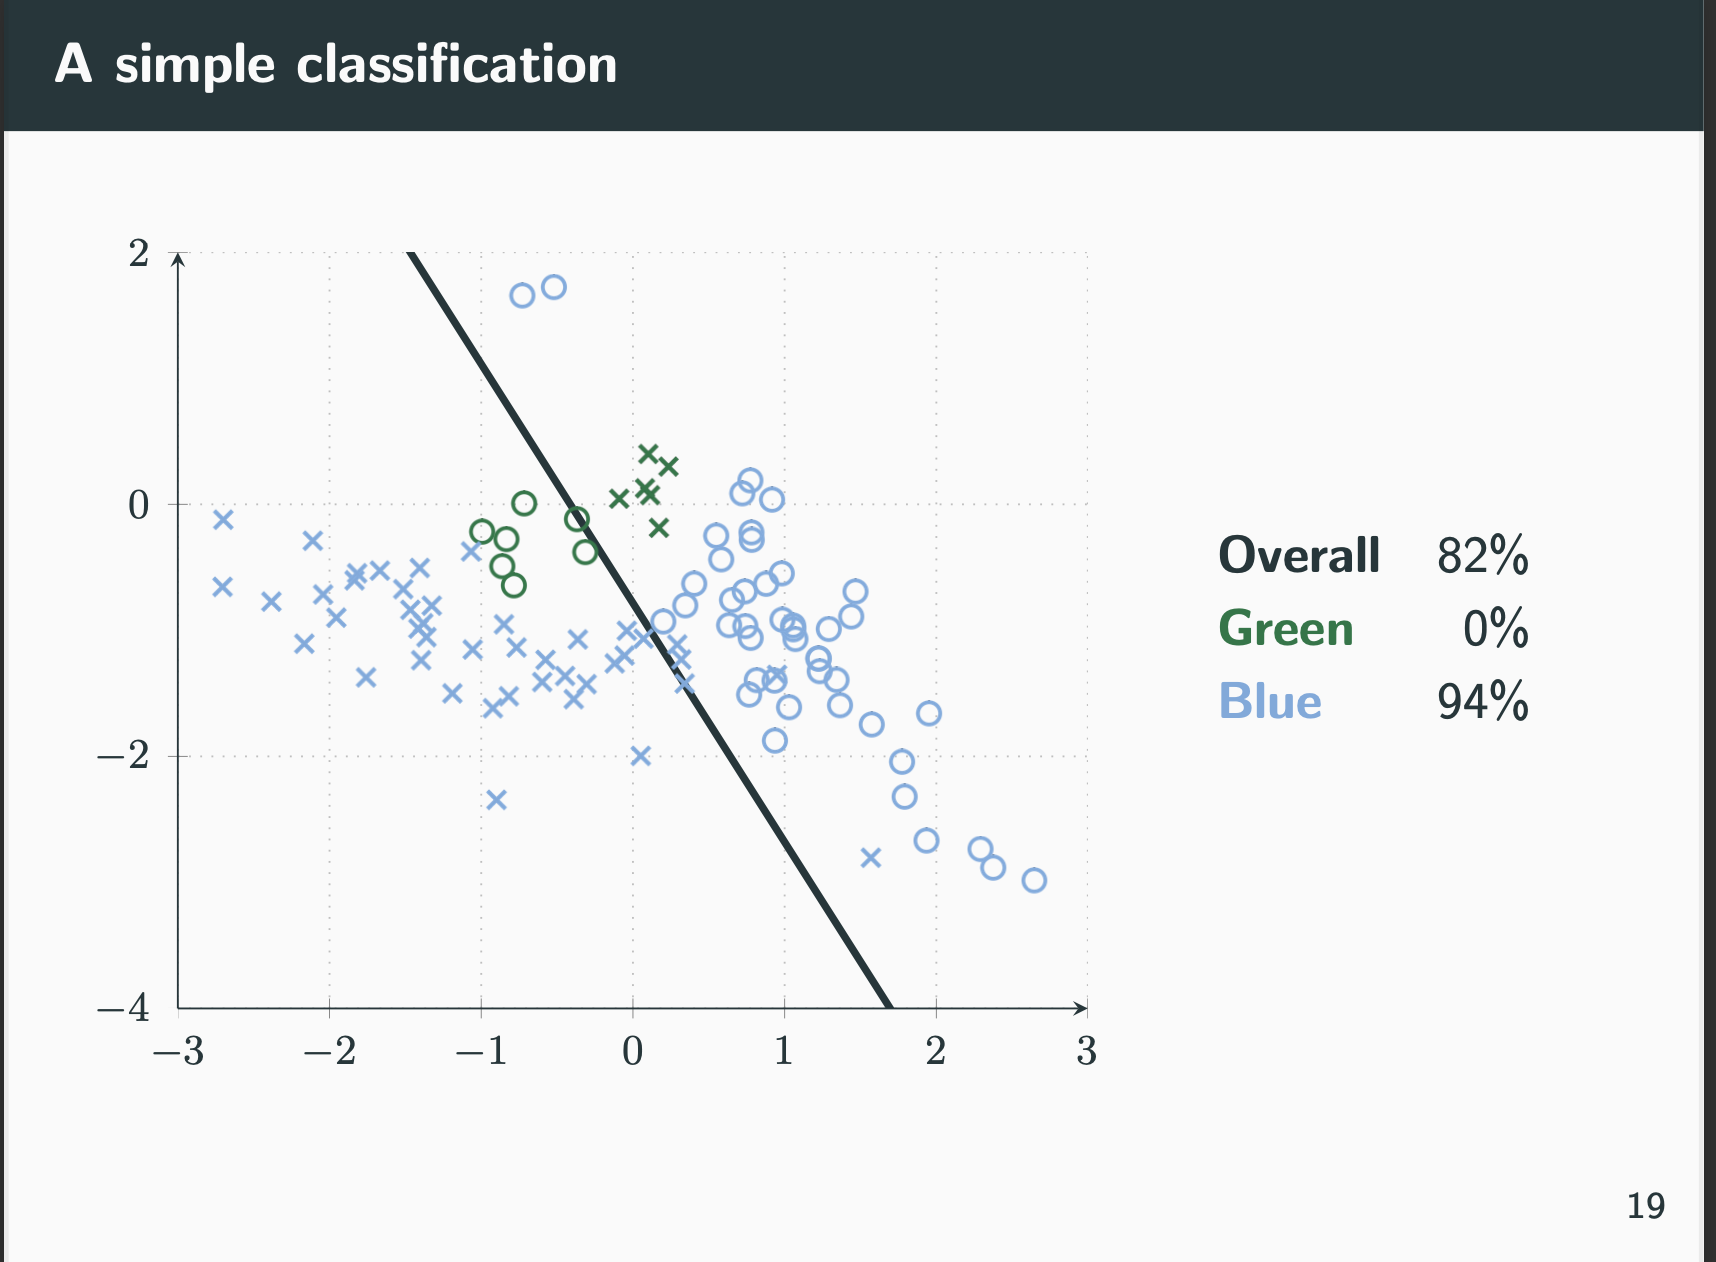 A simple classification
2
0
−2
−4
−3 −2 −1 0 1 2 3
Overall 82%
Green 0%
Blue 94%
19